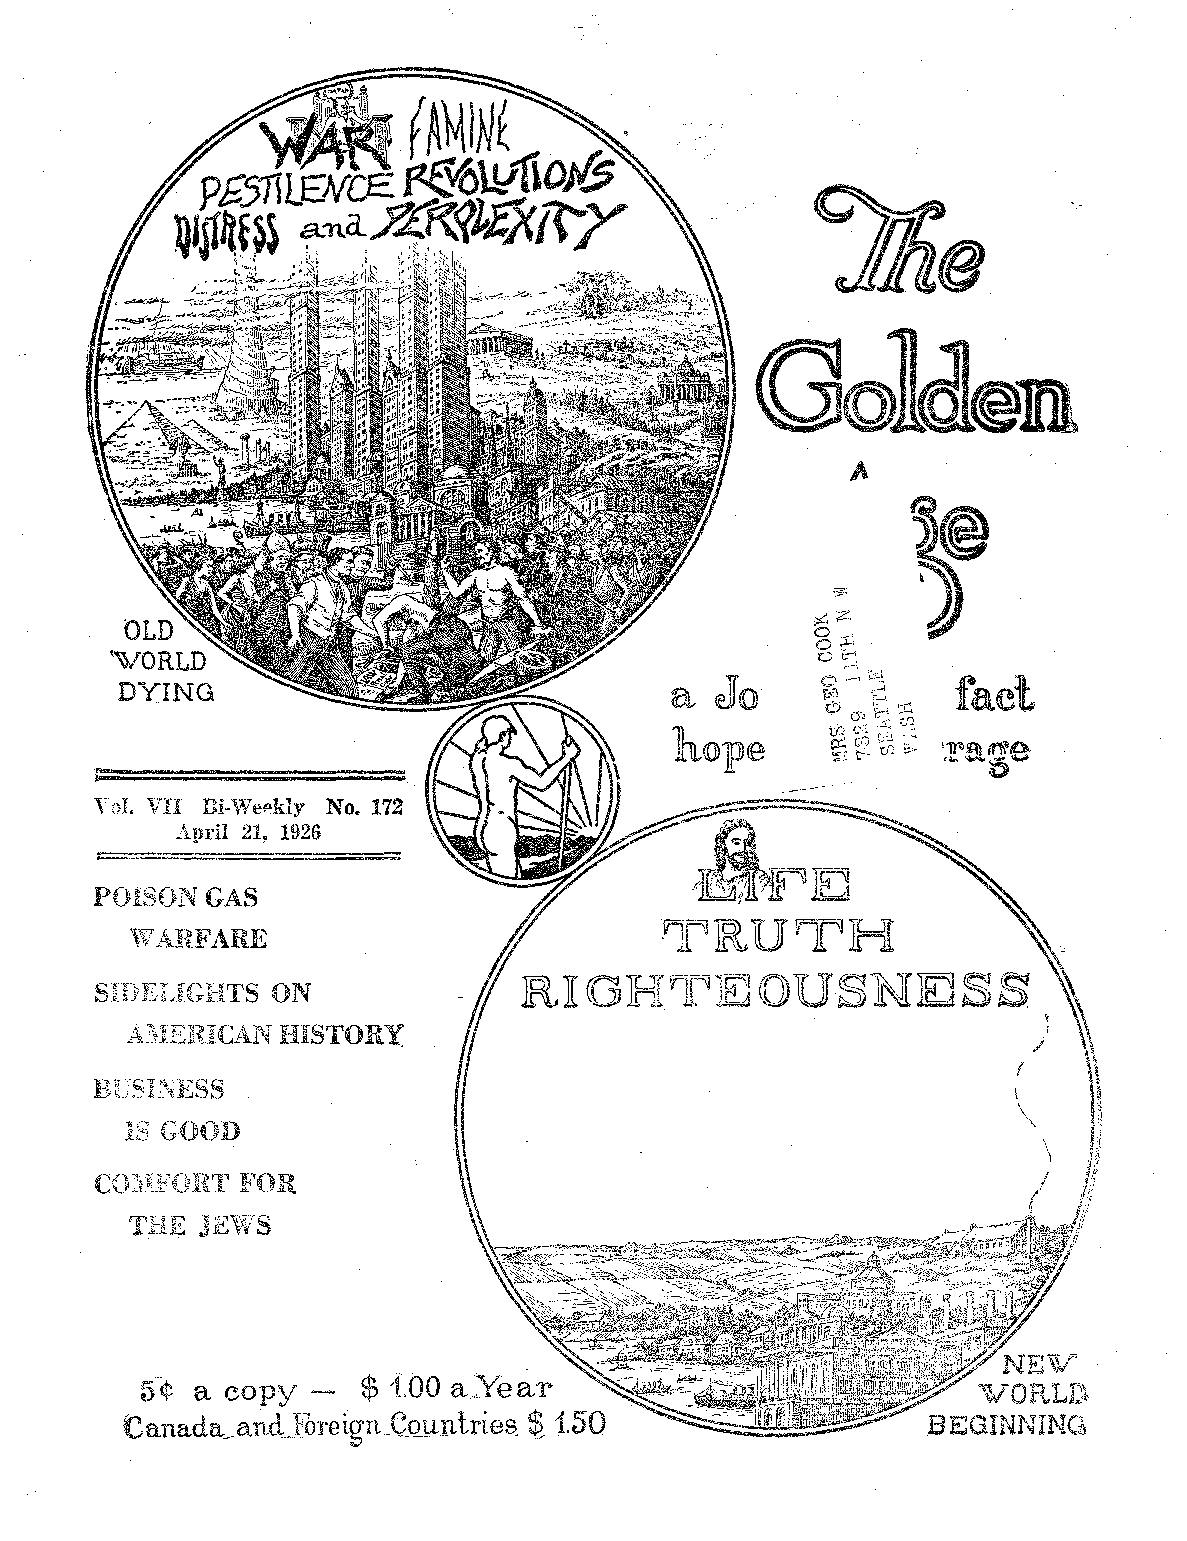 WAR FAMINE
PESTILENCE REVOLUTIONS
DISTRESS and PERPLEXITY
The
Golden
ge
OLD
WORLD
DYING
a Jo fact
hope rage
MRS GEO COOK
7529 11TH N W
SEATTLE
WASH
Vol. VII Bi-Weekly No. 172
April 21, 1926
POISON GAS
WARFARE
SIDELIGHTS ON
AMERICAN HISTORY
BUSINESS
IS GOOD
COMFORT FOR
THE JEWS
LIFE
TRUTH
RIGHTEOUSNESS
5¢ a copy — $ 1.00 a Year
Canada and Foreign Countries $ 1.50
NEW
WORLD
BEGINNING